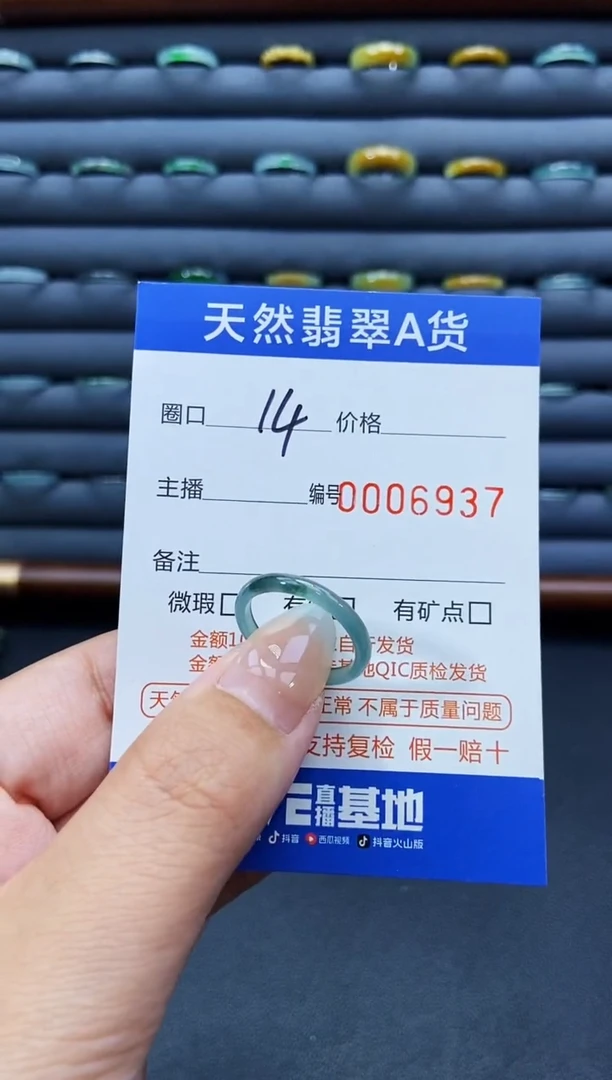 天然翡翠A货
圈口 14 价格
主播 编号0006937
备注
微瑕 有 有矿点
金额1 自行发货
金额 基地QIC质检发货
天 正常 不属于质量问题
支持复检 假一赔十
直播基地
抖音 西瓜视频 抖音火山版